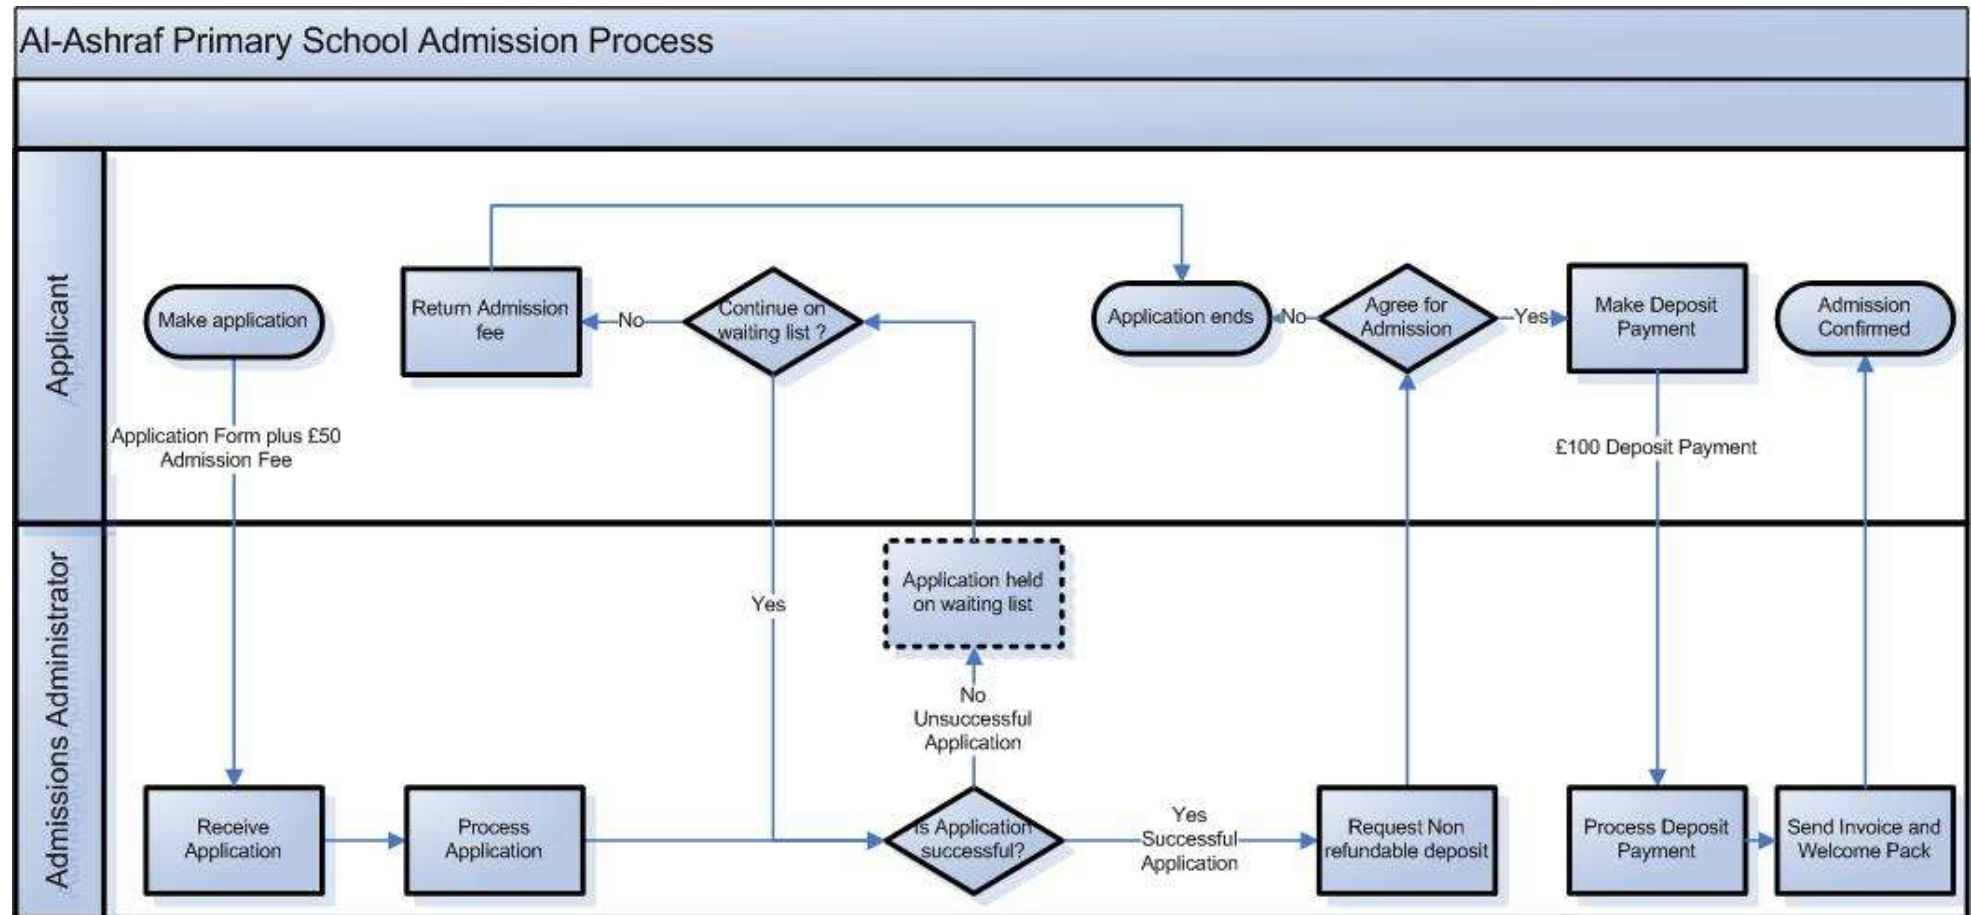 Al-Ashraf Primary School Admission Process
Applicant
Make application
Application Form plus £50
Admission Fee
Return Admission
fee
No
Continue on
waiting list ?
Yes
Application ends
No
Agree for
Admission
Yes
Make Deposit
Payment
£100 Deposit Payment
Admission
Confirmed
Admissions Administrator
Receive
Application
Process
Application
Is Application
successful?
No
Unsuccessful
Application
Application held
on waiting list
Yes
Successful
Application
Request Non
refundable deposit
Process Deposit
Payment
Send Invoice and
Welcome Pack